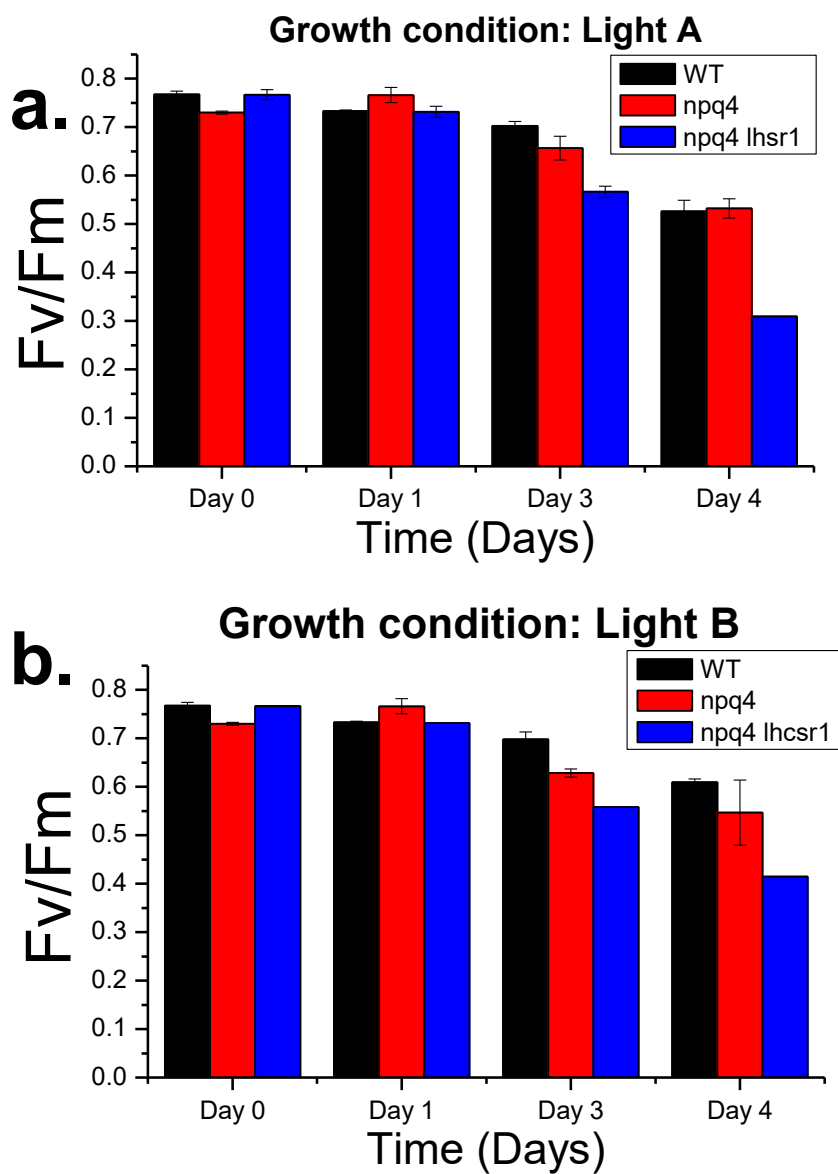 Growth condition: Light A
a.
WT
npq4
npq4 lhsr1
0.8
0.7
0.6
0.5
0.4
0.3
0.2
0.1
0.0
Fv/Fm
Day 0 Day 1 Day 3 Day 4
Time (Days)
Growth condition: Light B
b.
WT
npq4
npq4 lhcsr1
0.8
0.7
0.6
0.5
0.4
0.3
0.2
0.1
0.0
Fv/Fm
Day 0 Day 1 Day 3 Day 4
Time (Days)